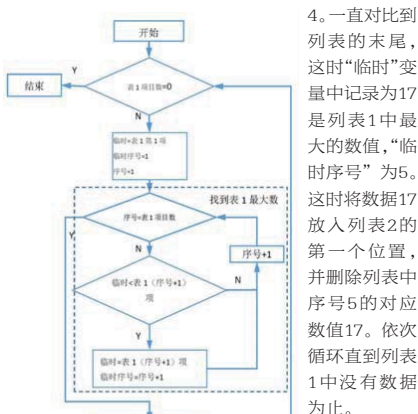 开始
Y
结束
表1项目数=0
N
临时=表1第1项
临时序号=1
序号=1
找到表1最大数
序号=表1项目数
Y
N
序号+1
临时<表1（序号+1）
项
N
Y
临时=表1（序号+1）项
临时序号=序号+1
4。一直对比到
列表的末尾，
这时“临时”变
量中记录为17
是列表1中最
大的数值，“临
时序号”为5。
这时将数据17
放入列表2的
第一个位置，
并删除列表中
序号5的对应
数值17。依次
循环直到列表
1中没有数据
为止。